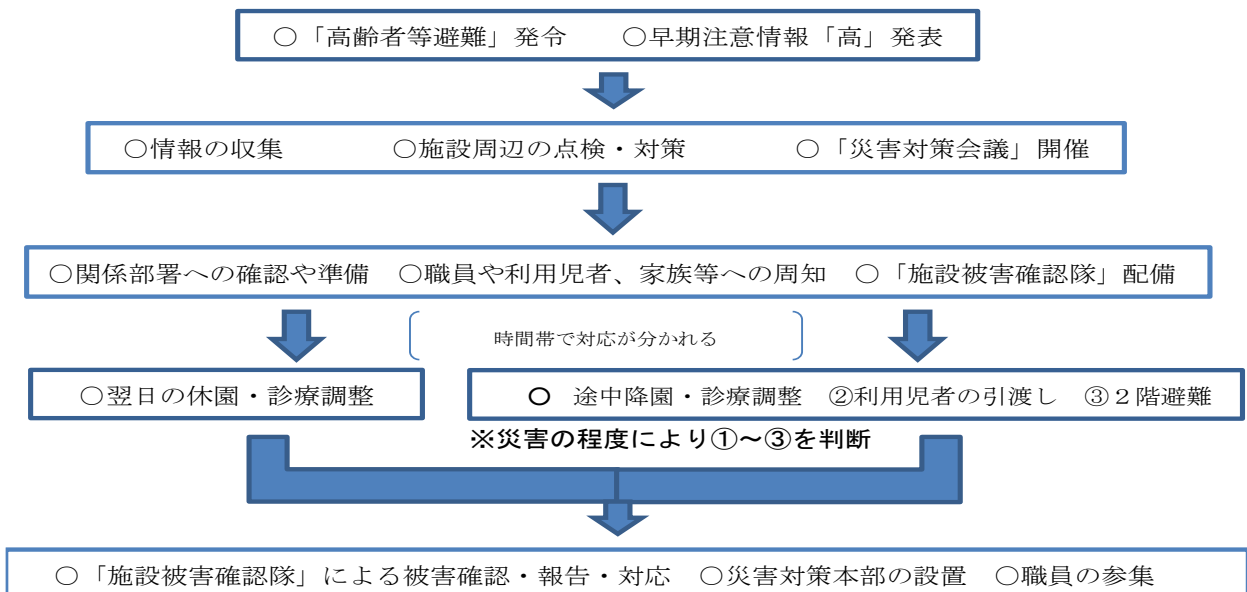 ○「高齢者等避難」発令　○早期注意情報「高」発表
○情報の収集　○施設周辺の点検・対策　○「災害対策会議」開催
○関係部署への確認や準備　○職員や利用児者、家族等への周知　○「施設被害確認隊」配備
時間帯で対応が分かれる
○翌日の休園・診療調整
○ 途中降園・診療調整　②利用児者の引渡し　③２階避難
※災害の程度により①～③を判断
○「施設被害確認隊」による被害確認・報告・対応　○災害対策本部の設置　○職員の参集